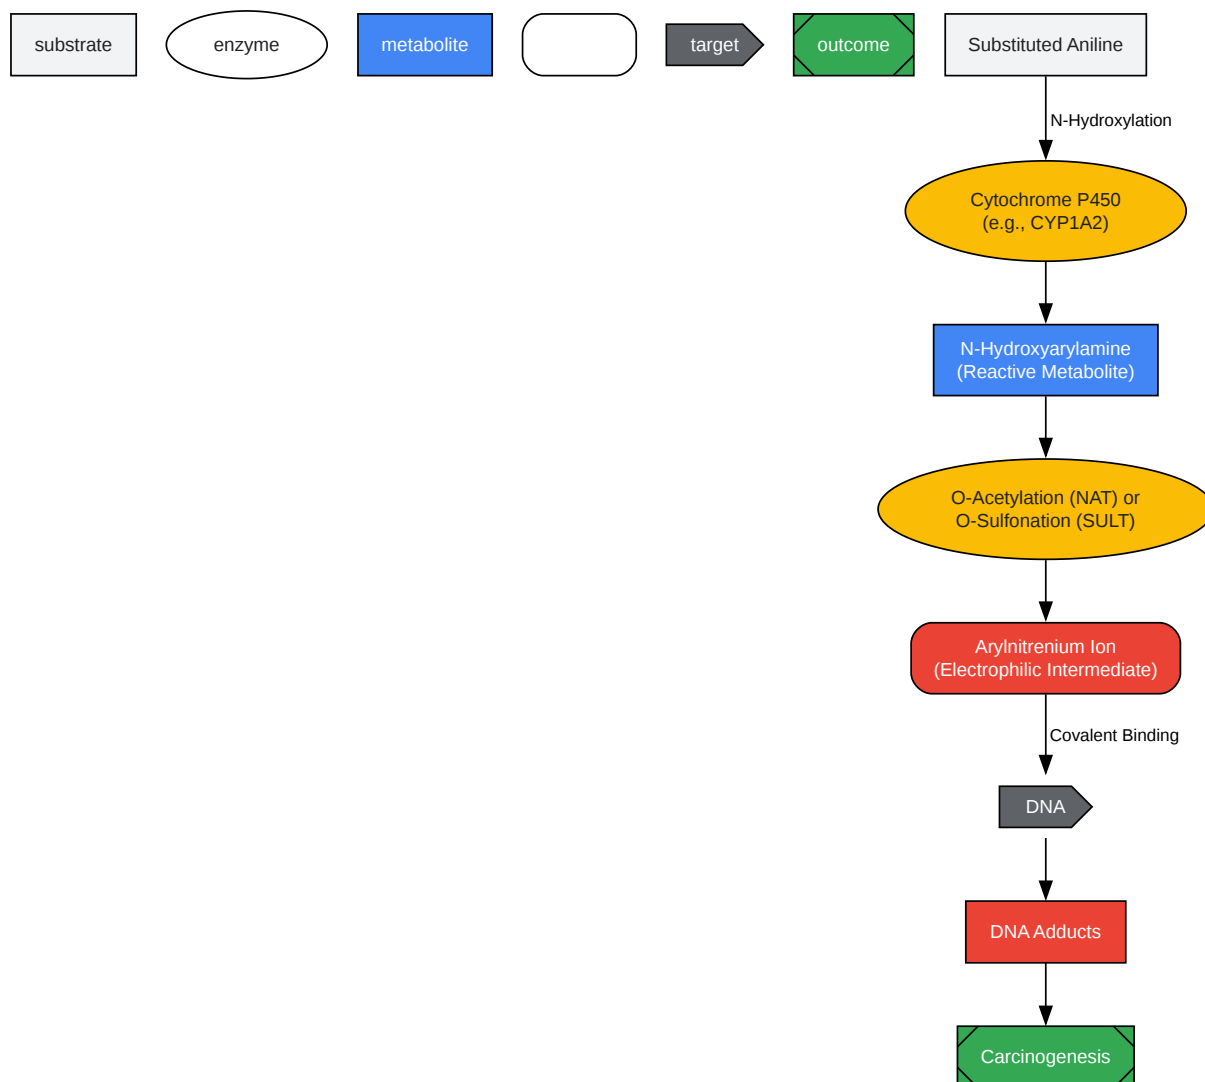 substrate
enzyme
metabolite
target
outcome
Substituted Aniline
N-Hydroxylation
Cytochrome P450
(e.g., CYP1A2)
N-Hydroxyarylamine
(Reactive Metabolite)
O-Acetylation (NAT) or
O-Sulfonation (SULT)
Arylnitrenium Ion
(Electrophilic Intermediate)
Covalent Binding
DNA
DNA Adducts
Carcinogenesis